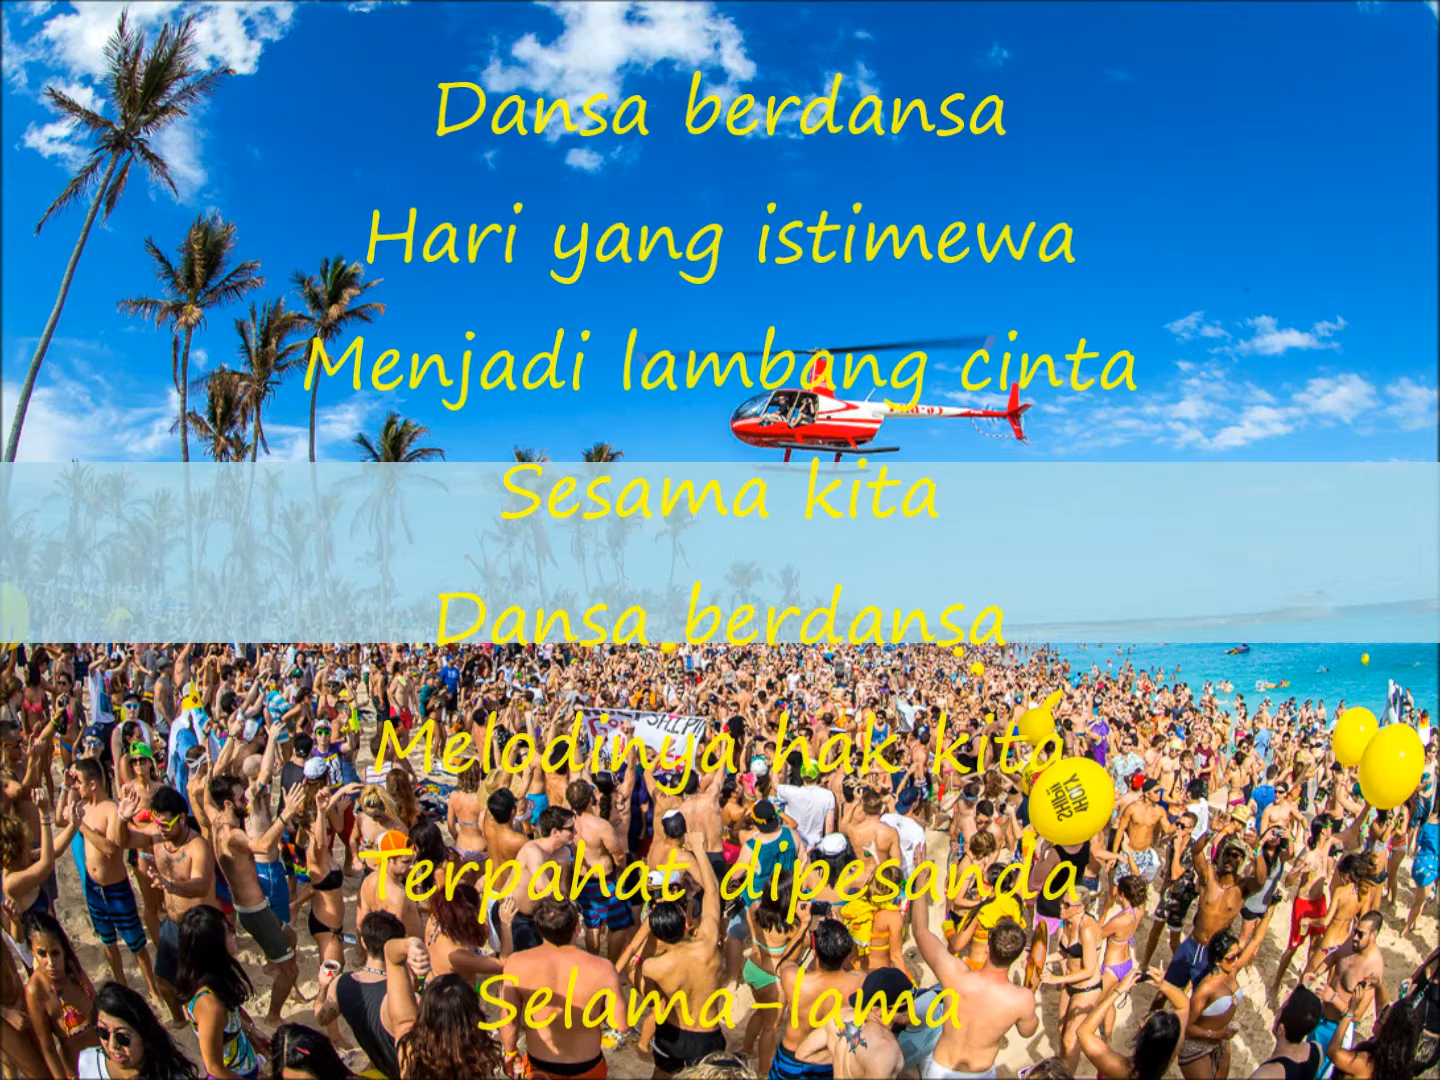 Dansa berdansa
Hari yang istimewa
Menjadi lambang cinta
Sesama kita
Dansa berdansa
Melodinya hak kita
Terpahat dipesanda
Selama-lama